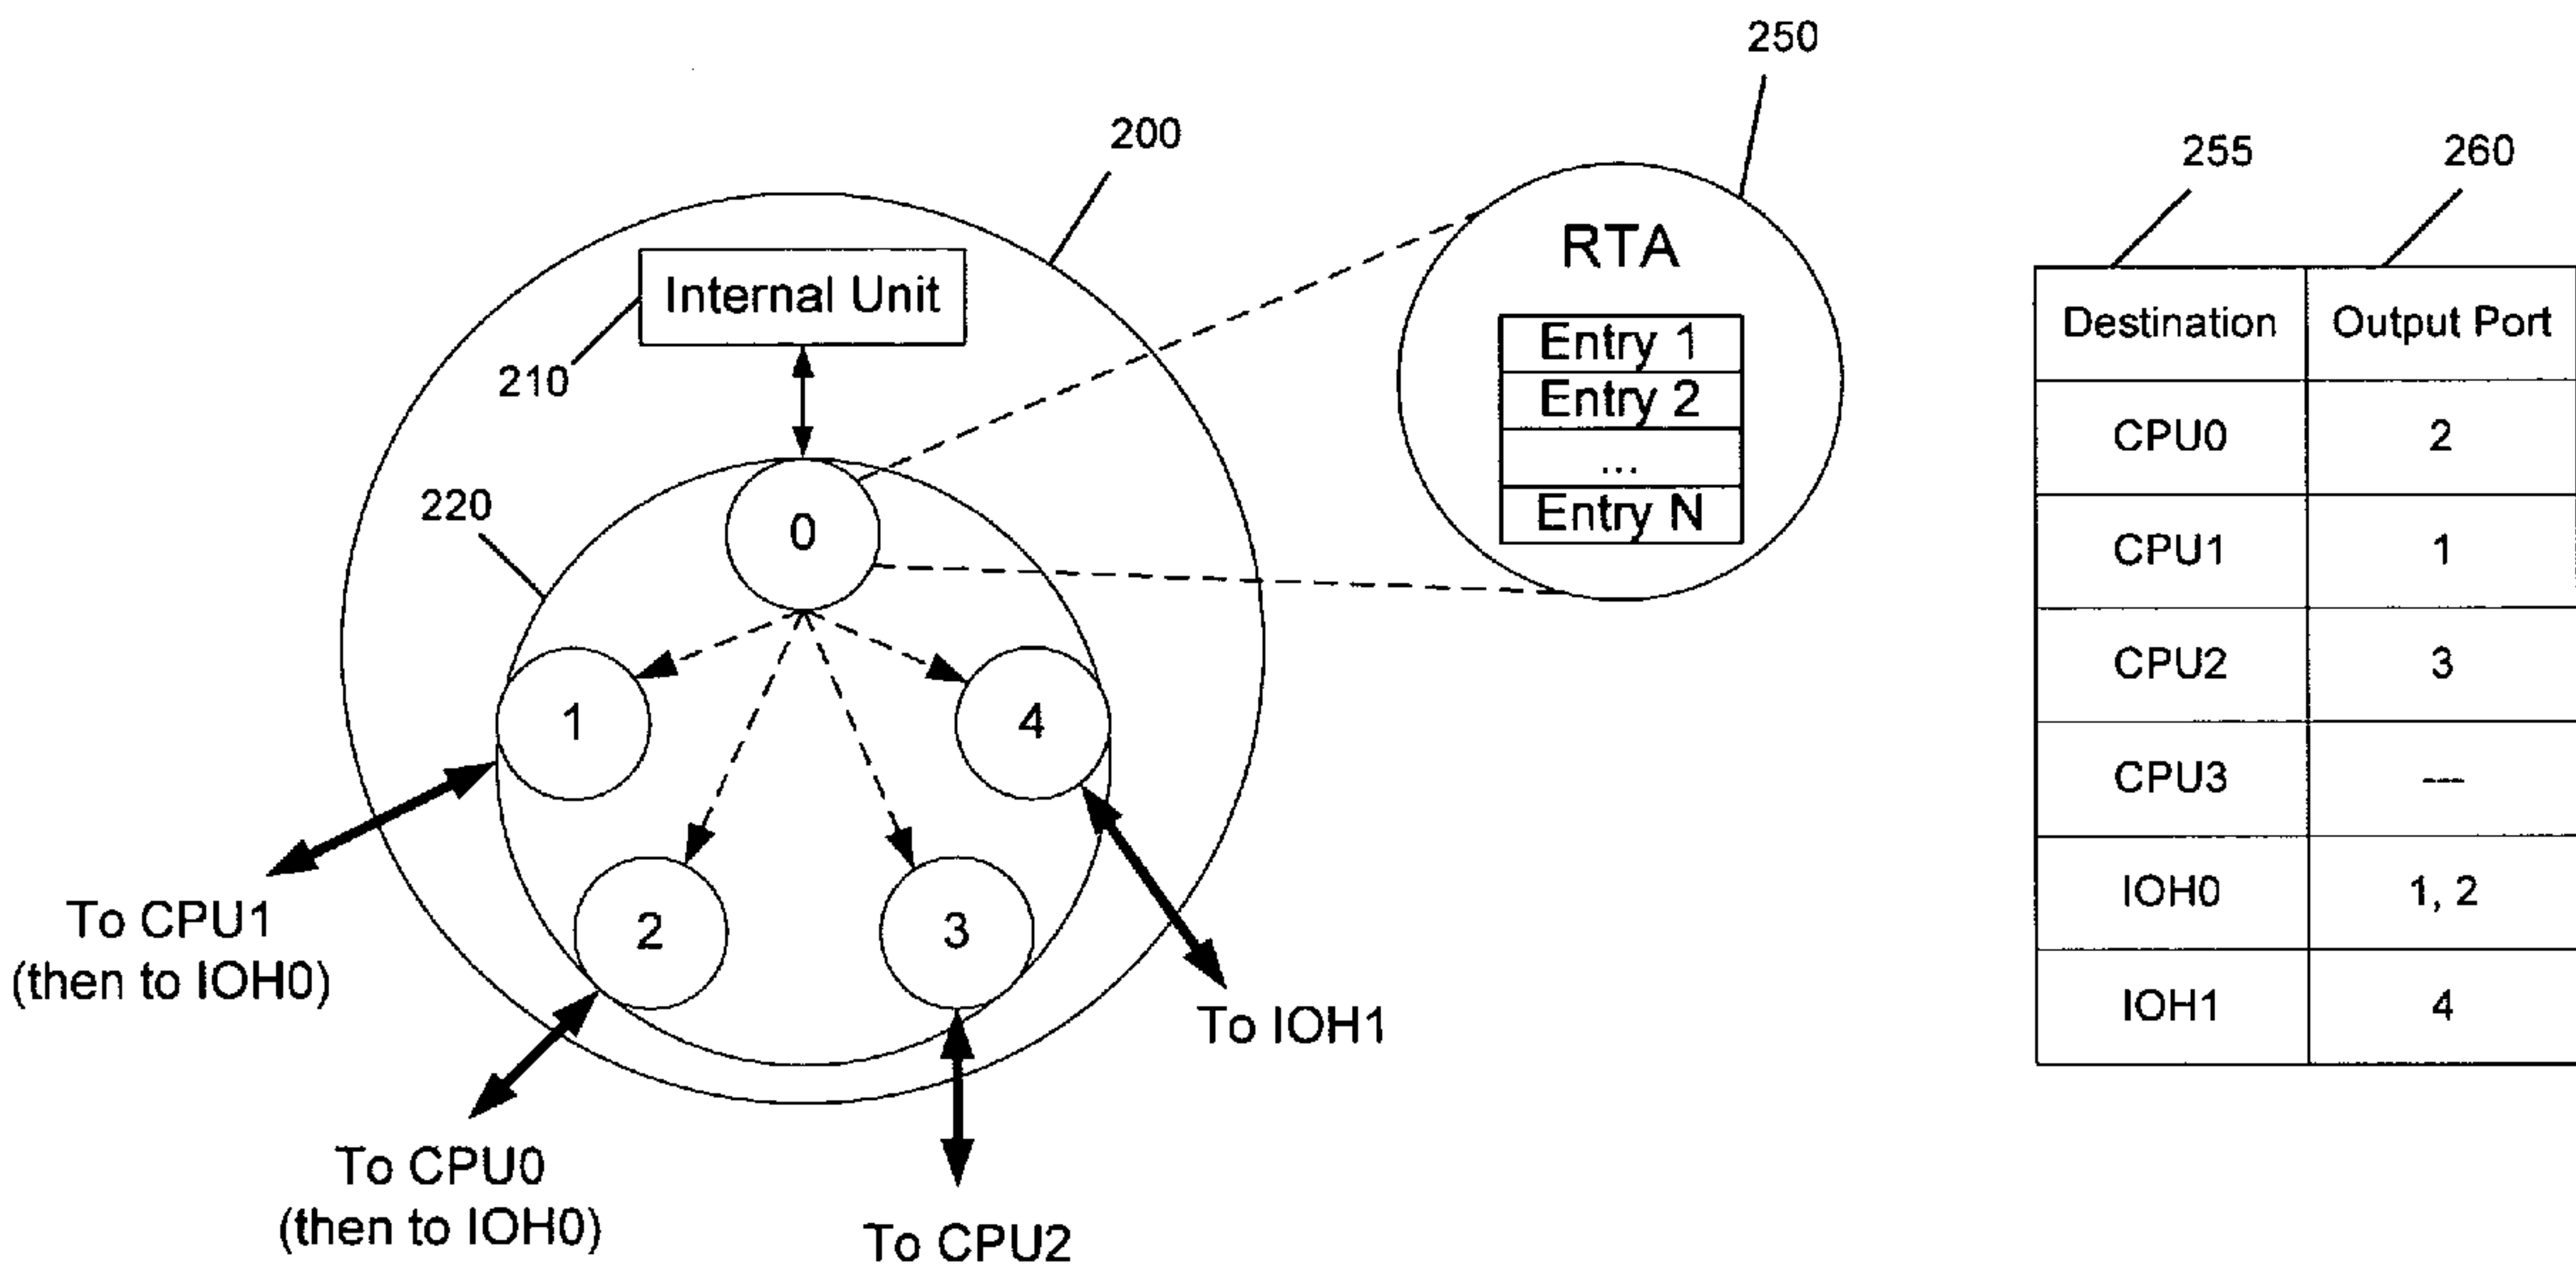 250
200
255
260
RTA
Internal Unit
210
Entry 1
Entry 2
...
Entry N
220
0
1
4
2
3
To CPU1
(then to IOH0)
To CPU0
(then to IOH0)
To CPU2
To IOH1
Destination Output Port
CPU0 2
CPU1 1
CPU2 3
CPU3 ---
IOH0 1, 2
IOH1 4